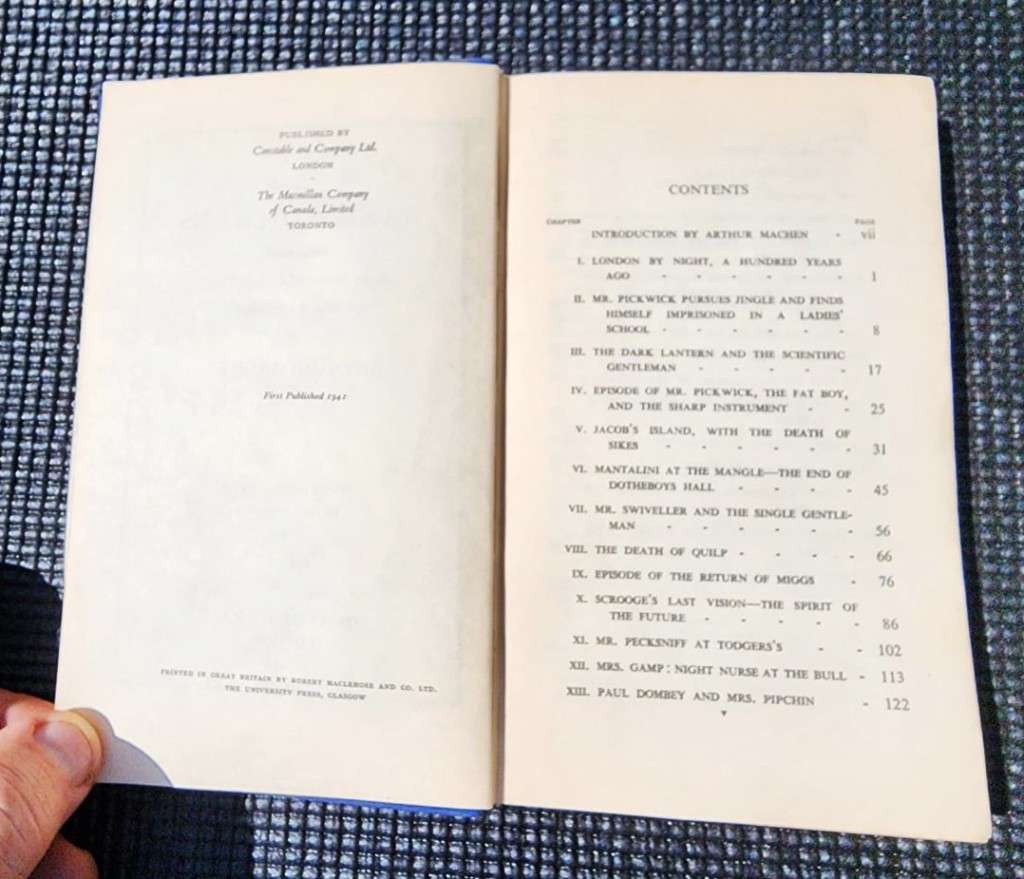 PUBLISHED BY
Constable and Company Ltd.
LONDON
The Macmillan Company
of Canada, Limited
TORONTO
First Published 1941
PRINTED IN GREAT BRITAIN BY ROBERT MACLEHOSE AND CO. LTD.
THE UNIVERSITY PRESS, GLASGOW
CONTENTS
CHAPTER PAGE
INTRODUCTION BY ARTHUR MACHEN - vii
I. LONDON BY NIGHT, A HUNDRED YEARS
AGO - - - - - - 1
II. MR. PICKWICK PURSUES JINGLE AND FINDS
HIMSELF IMPRISONED IN A LADIES'
SCHOOL - - - - - - 8
III. THE DARK LANTERN AND THE SCIENTIFIC
GENTLEMAN - - - - - 17
IV. EPISODE OF MR. PICKWICK, THE FAT BOY,
AND THE SHARP INSTRUMENT - - 25
V. JACOB'S ISLAND, WITH THE DEATH OF
SIKES - - - - - - 31
VI. MANTALINI AT THE MANGLE—THE END OF
DOTHEBOYS HALL - - - - 45
VII. MR. SWIVELLER AND THE SINGLE GENTLE-
MAN - - - - - - 56
VIII. THE DEATH OF QUILP - - - - 66
IX. EPISODE OF THE RETURN OF MIGGS - 76
X. SCROOGE'S LAST VISION—THE SPIRIT OF
THE FUTURE - - - - - 86
XI. MR. PECKSNIFF AT TODGERS'S - - 102
XII. MRS. GAMP: NIGHT NURSE AT THE BULL - 113
XIII. PAUL DOMBEY AND MRS. PIPCHIN - 122
v